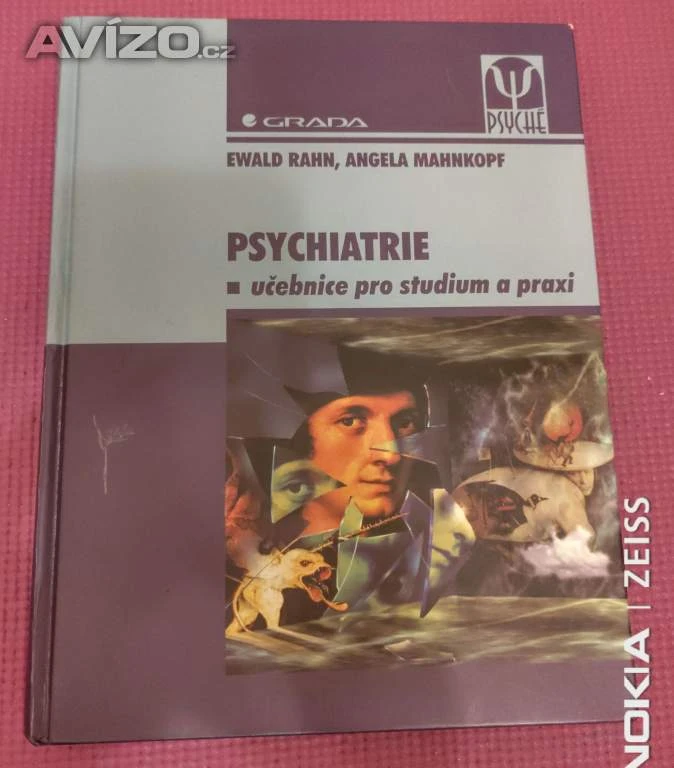 AVÍZO.cz
GRADA
PSYCHÉ
EWALD RAHN, ANGELA MAHNKOPF
PSYCHIATRIE
■ učebnice pro studium a praxi
NOKIA | ZEISS